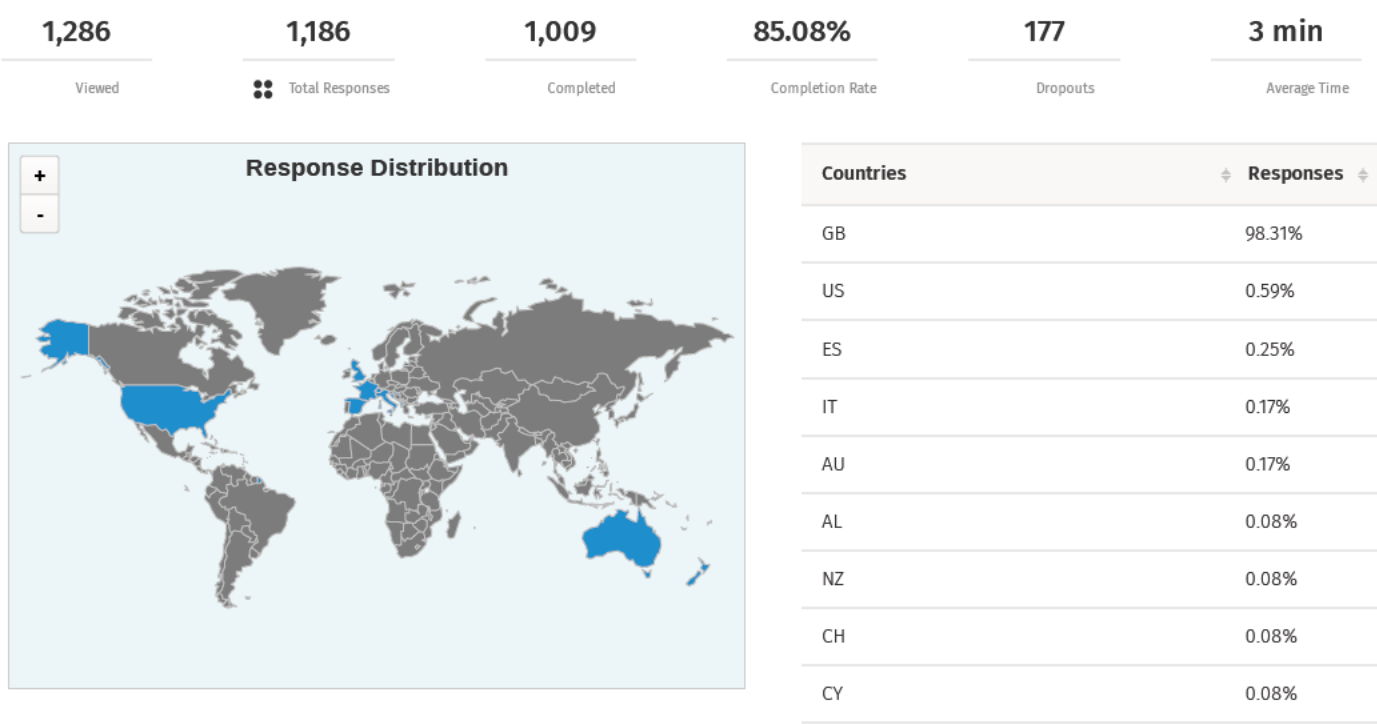 1,286 1,186 1,009 85.08% 177 3 min
Viewed Total Responses Completed Completion Rate Dropouts Average Time
+
-
Response Distribution
Countries Responses
GB 98.31%
US 0.59%
ES 0.25%
IT 0.17%
AU 0.17%
AL 0.08%
NZ 0.08%
CH 0.08%
CY 0.08%